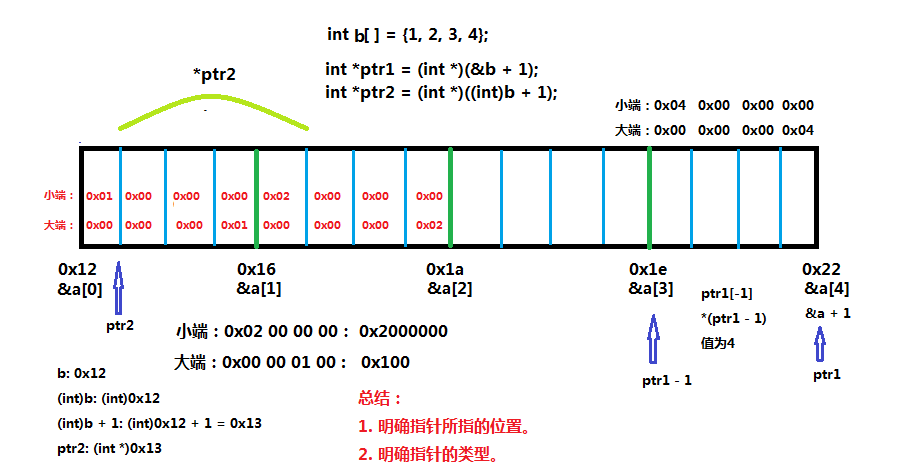 int b[ ] = {1, 2, 3, 4};
*ptr2
int *ptr1 = (int *)(&b + 1);
int *ptr2 = (int *)((int)b + 1);
小端：0x04 0x00 0x00 0x00
大端：0x00 0x00 0x00 0x04
小端： 0x01 0x00 0x00 0x00 0x02 0x00 0x00 0x00
大端： 0x00 0x00 0x00 0x01 0x00 0x00 0x00 0x02
0x12 0x16 0x1a 0x1e 0x22
&a[0] &a[1] &a[2] &a[3] &a[4]
ptr1[-1]
&a + 1
*(ptr1 - 1)
值为4
ptr2
小端：0x02 00 00 00： 0x2000000
大端：0x00 00 01 00： 0x100
ptr1 - 1
ptr1
b: 0x12
(int)b: (int)0x12
(int)b + 1: (int)0x12 + 1 = 0x13
ptr2: (int *)0x13
总结：
1. 明确指针所指的位置。
2. 明确指针的类型。